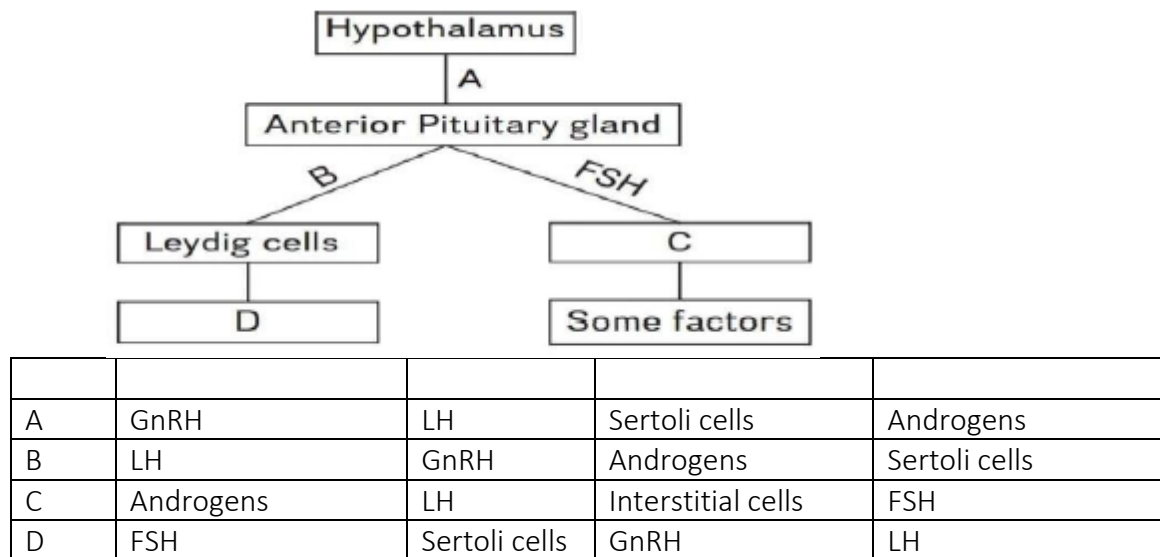 Hypothalamus
A
Anterior Pituitary gland
B
FSH
Leydig cells
C
D
Some factors
A GnRH LH Sertoli cells Androgens
B LH GnRH Androgens Sertoli cells
C Androgens LH Interstitial cells FSH
D FSH Sertoli cells GnRH LH